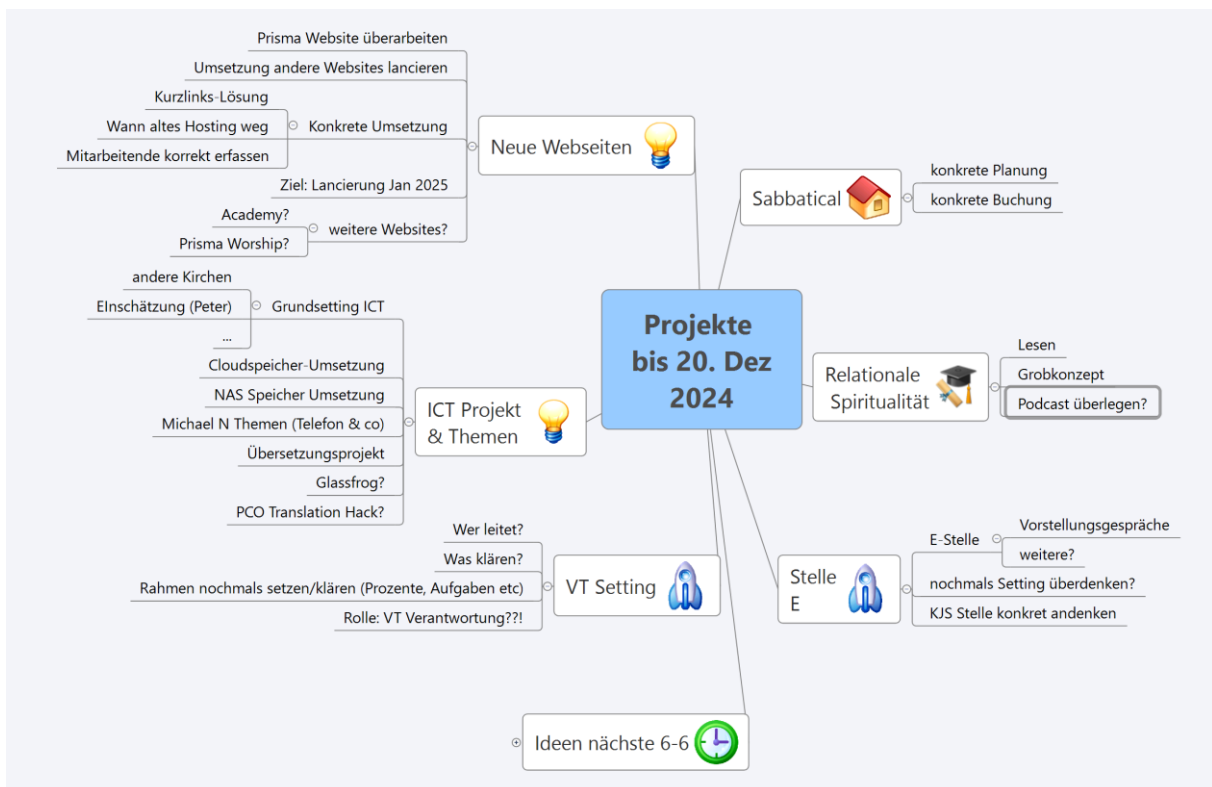 Projekte
bis 20. Dez
2024
Neue Webseiten
Prisma Website überarbeiten
Umsetzung andere Websites lancieren
Konkrete Umsetzung
Kurzlinks-Lösung
Wann altes Hosting weg
Mitarbeitende korrekt erfassen
Ziel: Lancierung Jan 2025
weitere Websites?
Academy?
Prisma Worship?
ICT Projekt
& Themen
Grundsetting ICT
andere Kirchen
EInschätzung (Peter)
...
Cloudspeicher-Umsetzung
NAS Speicher Umsetzung
Michael N Themen (Telefon & co)
Übersetzungsprojekt
Glassfrog?
PCO Translation Hack?
VT Setting
Wer leitet?
Was klären?
Rahmen nochmals setzen/klären (Prozente, Aufgaben etc)
Rolle: VT Verantwortung??!
Ideen nächste 6-6
Sabbatical
konkrete Planung
konkrete Buchung
Relationale
Spiritualität
Lesen
Grobkonzept
Podcast überlegen?
Stelle
E
E-Stelle
Vorstellungsgespräche
weitere?
nochmals Setting überdenken?
KJS Stelle konkret andenken